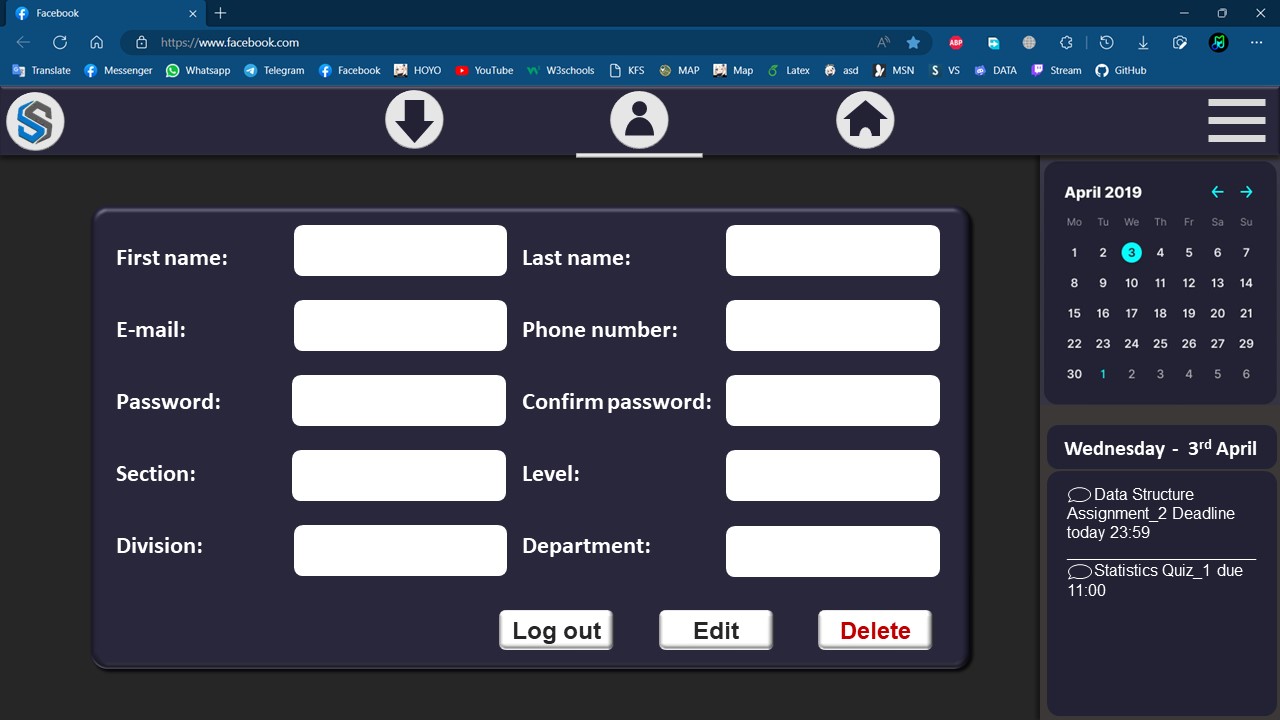 Facebook
https://www.facebook.com
Translate Messenger Whatsapp Telegram Facebook HOYO YouTube W3schools KFS MAP Map Latex asd MSN VS DATA Stream GitHub
April 2019
Mo Tu We Th Fr Sa Su
1 2 3 4 5 6 7
8 9 10 11 12 13 14
15 16 17 18 19 20 21
22 23 24 25 26 27 29
30 1 2 3 4 5 6
First name: Last name:
E-mail: Phone number:
Password: Confirm password:
Section: Level:
Division: Department:
Log out Edit Delete
Wednesday - 3rd April
Data Structure
Assignment_2 Deadline
today 23:59
Statistics Quiz_1 due
11:00